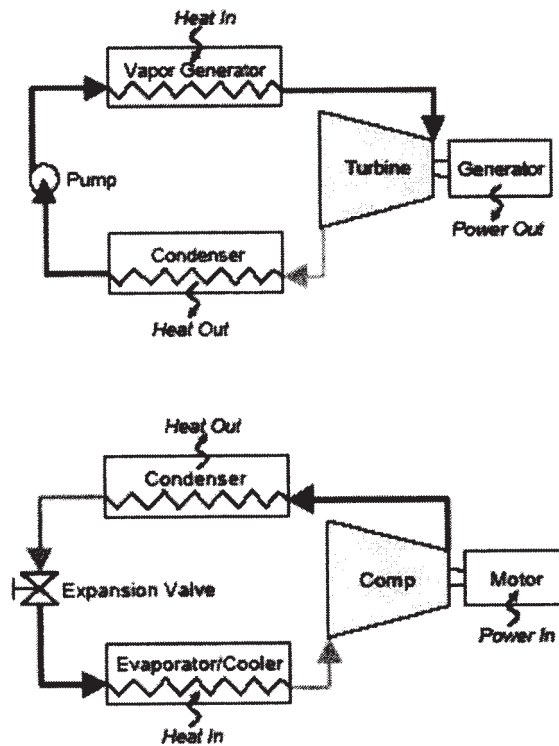 Heat In
Vapor Generator
Turbine
Generator
Pump
Power Out
Condenser
Heat Out
Heat Out
Condenser
Comp
Motor
Expansion Valve
Power In
Evaporator/Cooler
Heat In